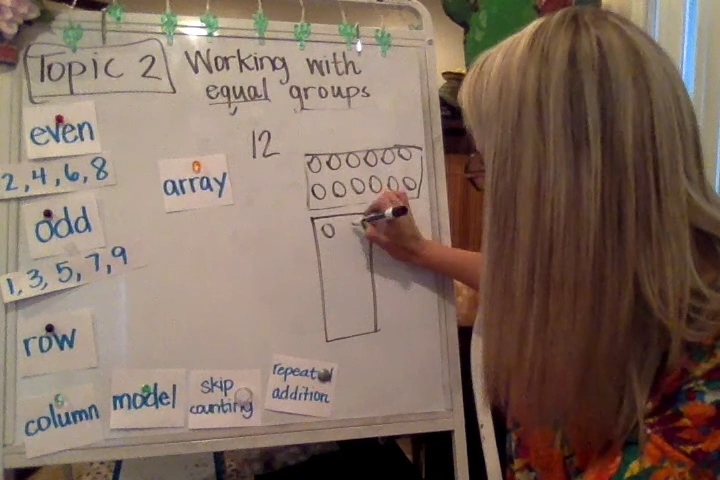 Topic 2 Working with
equal groups
even
2, 4, 6, 8
odd
1, 3, 5, 7, 9
row
column
12
array
model
skip
counting
repeated
addition